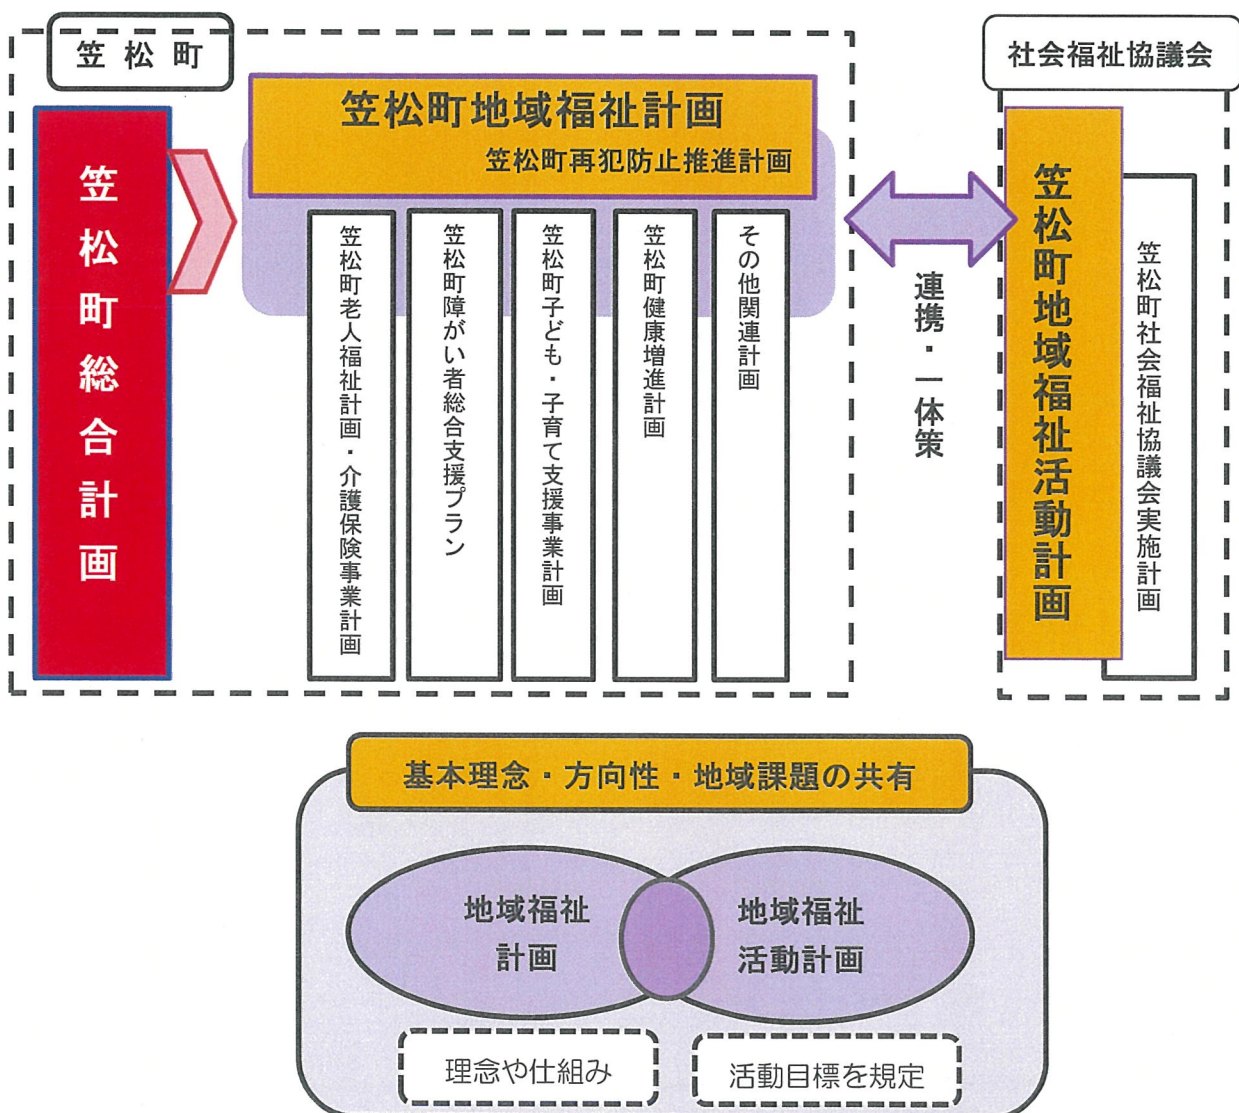 笠松町
社会福祉協議会
笠松町総合計画
笠松町地域福祉計画
笠松町再犯防止推進計画
笠松町老人福祉計画・介護保険事業計画
笠松町障がい者総合支援プラン
笠松町子ども・子育て支援事業計画
笠松町健康増進計画
その他関連計画
連携・一体策
笠松町地域福祉活動計画
笠松町社会福祉協議会実施計画
基本理念・方向性・地域課題の共有
地域福祉
計画
地域福祉
活動計画
理念や仕組み
活動目標を規定